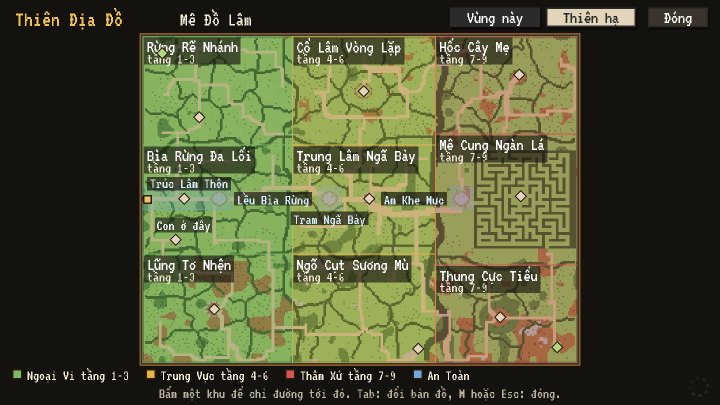 Thiên Địa Đồ
Mê Đồ Lâm
Vùng này
Thiên hạ
Đóng
Rừng Rẽ Nhánh
tầng 1-3
Cổ Lâm Vòng Lặp
tầng 4-6
Hốc Cây Mẹ
tầng 7-9
Bìa Rừng Đa Lối
tầng 1-3
Trung Lâm Ngã Bảy
tầng 4-6
Mê Cung Ngàn Lá
tầng 7-9
Trúc Lâm Thôn
Lều Bìa Rừng
Am Khe Mực
Trạm Ngã Bảy
Con ở đây
Lũng Tơ Nhện
tầng 1-3
Ngõ Cụt Sương Mù
tầng 4-6
Thung Cực Tiểu
tầng 7-9
Ngoại Vi tầng 1-3
Trung Vực tầng 4-6
Thâm Xứ tầng 7-9
An Toàn
Bấm một khu để chỉ đường tới đó. Tab: đổi bản đồ, M hoặc Esc: đóng.